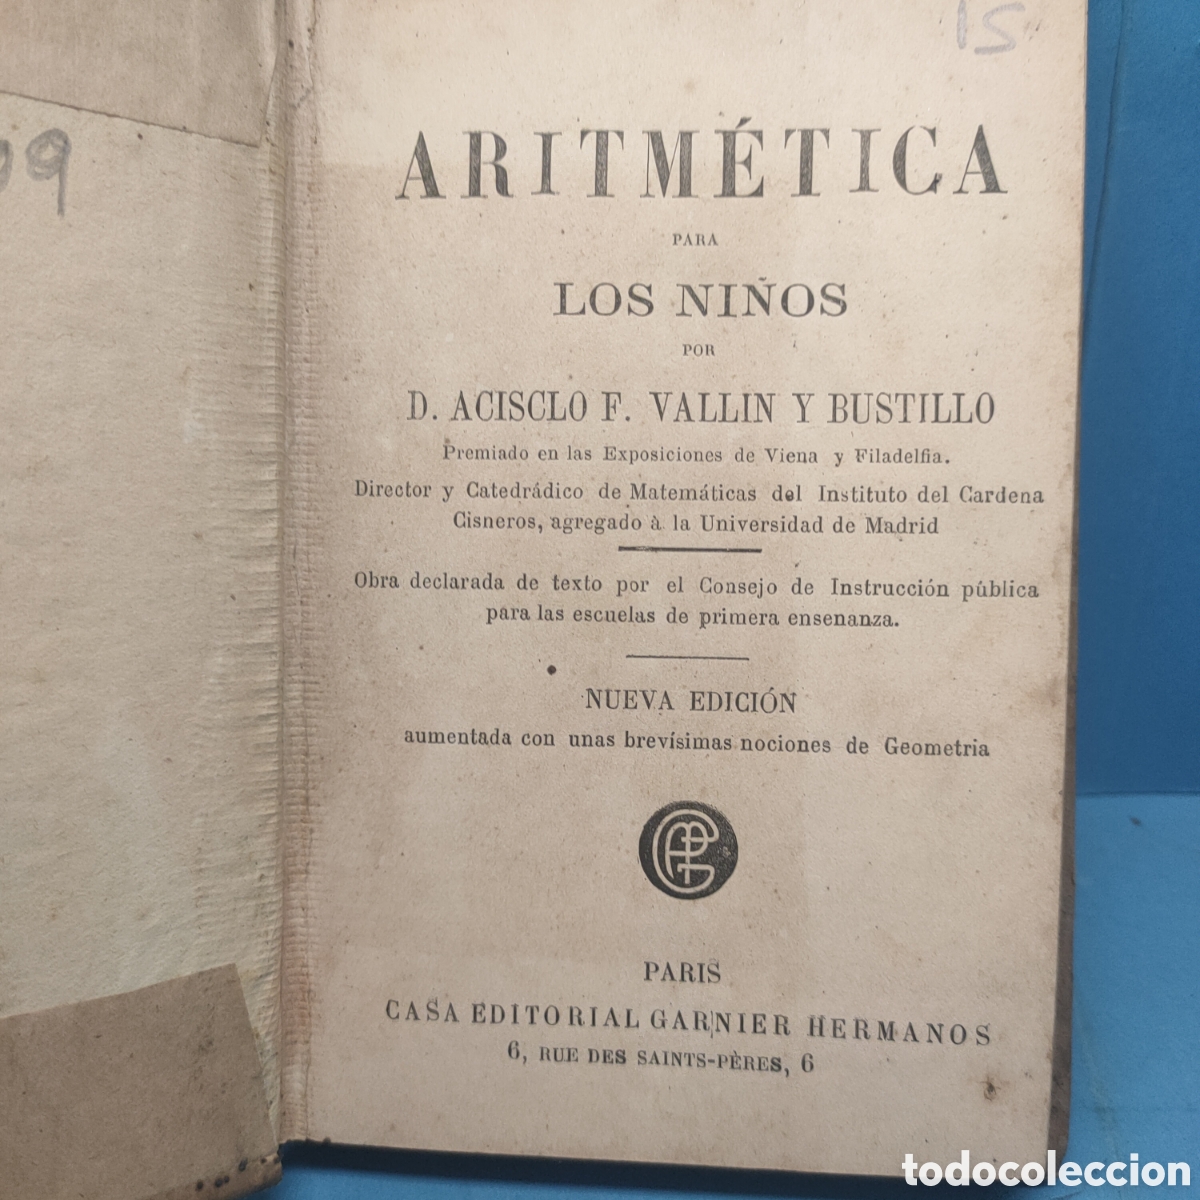 15
09
ARITMÉTICA
PARA
LOS NIÑOS
POR
D. ACISCLO F. VALLIN Y BUSTILLO
Premiado en las Exposiciones de Viena y Filadelfia.
Director y Catedrádico de Matemáticas del Instituto del Cardena
Cisneros, agregado à la Universidad de Madrid
Obra declarada de texto por el Consejo de Instrucción pública
para las escuelas de primera ensenanza.
NUEVA EDICIÓN
aumentada con unas brevísimas nociones de Geometria
PARIS
CASA EDITORIAL GARNIER HERMANOS
6, RUE DES SAINTS-PÈRES, 6
todocoleccion